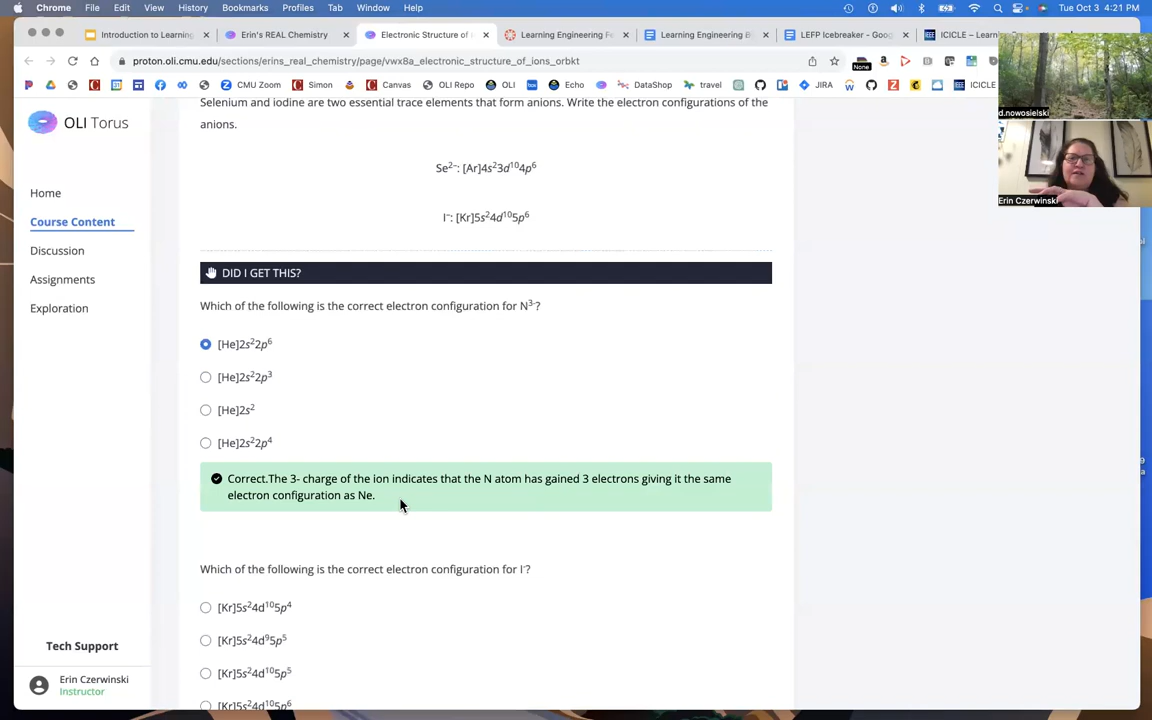 Chrome File Edit View History Bookmarks Profiles Tab Window Help Tue Oct 3 4:21 PM
Introduction to Learning Erin's REAL Chemistry Electronic Structure of Learning Engineering Fe Learning Engineering B LEFP Icebreaker - Goo ICICLE – Learn
proton.oli.cmu.edu/sections/erins_real_chemistry/page/vwx8a_electronic_structure_of_ions_orbkt
None
CMU Zoom Simon Canvas OLI Repo OLI Echo DataShop travel JIRA ICICLE
d.nowosielski
Erin Czerwinski
OLI Torus
Home
Course Content
Discussion
Assignments
Exploration
Tech Support
Erin Czerwinski
Instructor
Selenium and iodine are two essential trace elements that form anions. Write the electron configurations of the
anions.
Se²⁻: [Ar]4s²3d¹⁰4p⁶
I⁻: [Kr]5s²4d¹⁰5p⁶
DID I GET THIS?
Which of the following is the correct electron configuration for N³⁻?
[He]2s²2p⁶
[He]2s²2p³
[He]2s²
[He]2s²2p⁴
Correct.The 3- charge of the ion indicates that the N atom has gained 3 electrons giving it the same
electron configuration as Ne.
Which of the following is the correct electron configuration for I⁻?
[Kr]5s²4d¹⁰5p⁴
[Kr]5s²4d⁹5p⁵
[Kr]5s²4d¹⁰5p⁵
[Kr]5s²4d¹⁰5p⁶